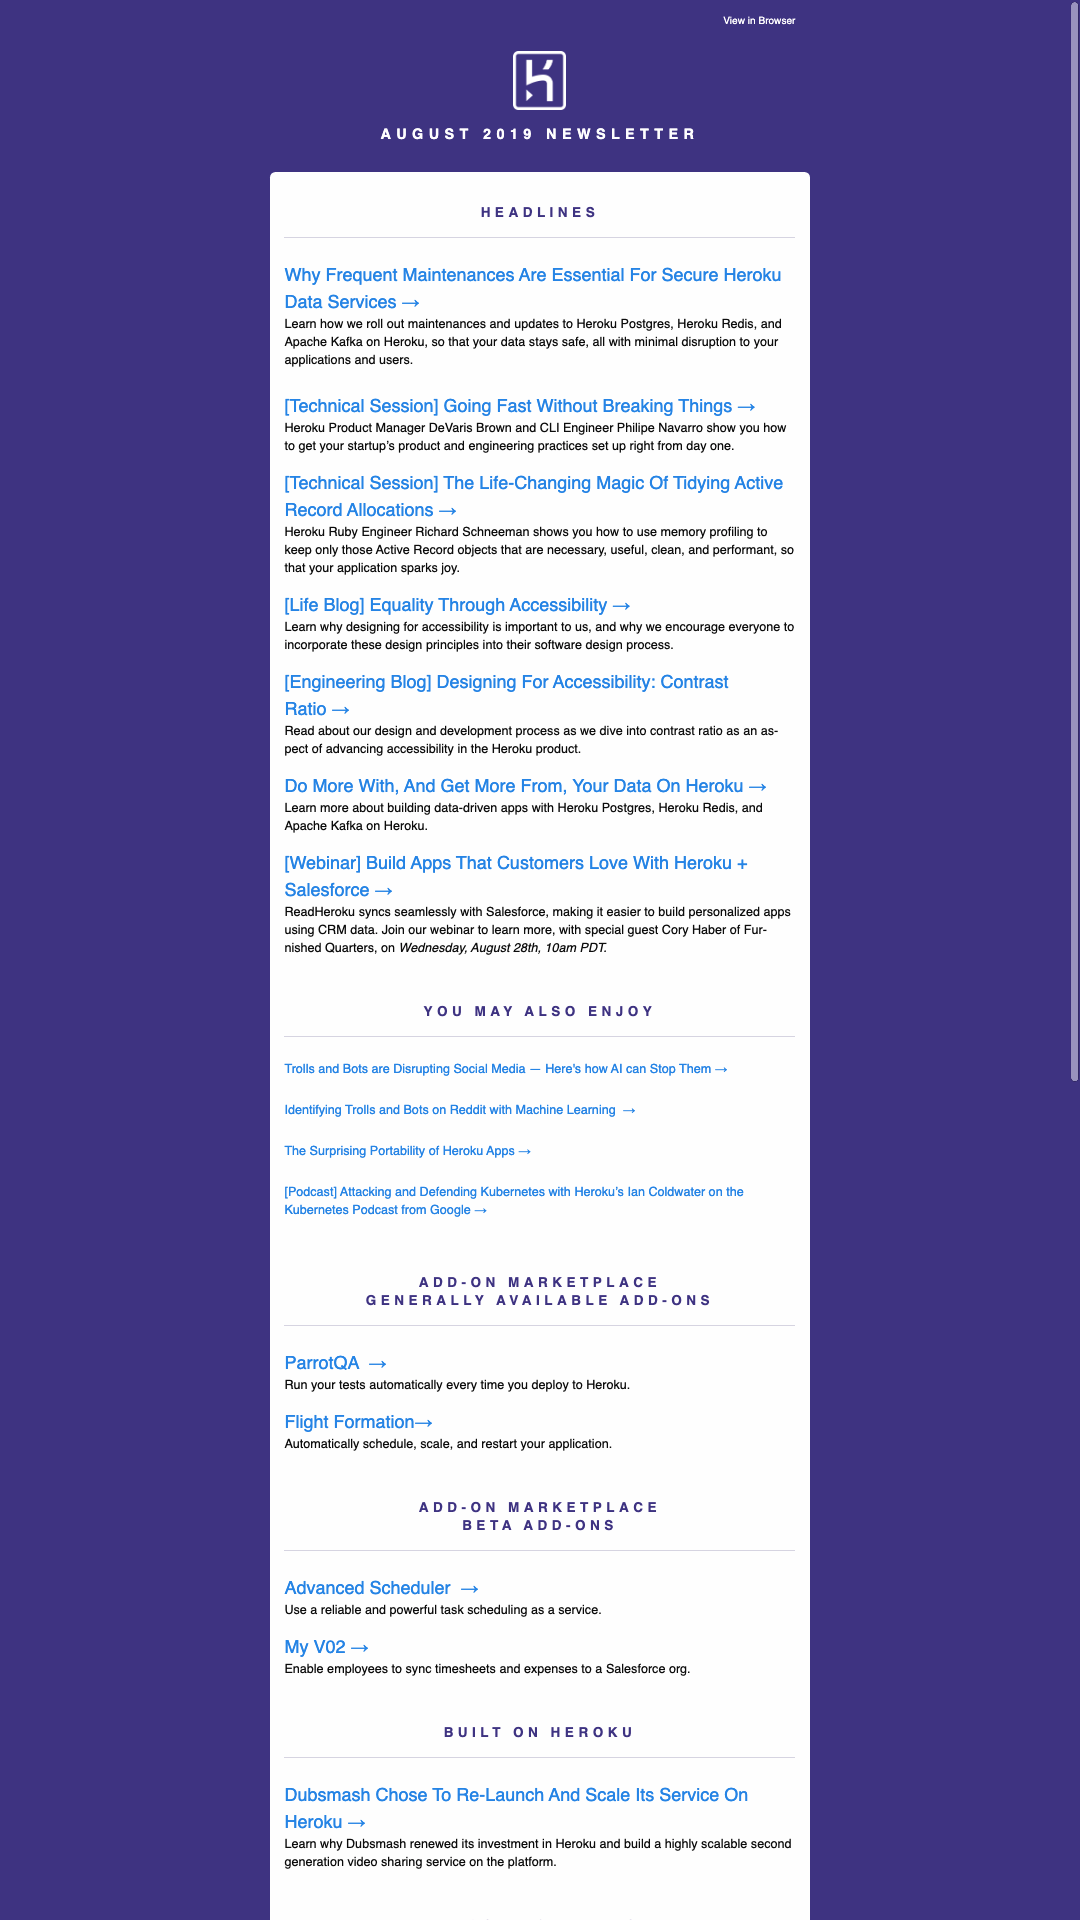 View in Browser
AUGUST 2019 NEWSLETTER
HEADLINES
Why Frequent Maintenances Are Essential For Secure Heroku
Data Services →
Learn how we roll out maintenances and updates to Heroku Postgres, Heroku Redis, and
Apache Kafka on Heroku, so that your data stays safe, all with minimal disruption to your
applications and users.
[Technical Session] Going Fast Without Breaking Things →
Heroku Product Manager DeVaris Brown and CLI Engineer Philipe Navarro show you how
to get your startup's product and engineering practices set up right from day one.
[Technical Session] The Life-Changing Magic Of Tidying Active
Record Allocations →
Heroku Ruby Engineer Richard Schneeman shows you how to use memory profiling to
keep only those Active Record objects that are necessary, useful, clean, and performant, so
that your application sparks joy.
[Life Blog] Equality Through Accessibility →
Learn why designing for accessibility is important to us, and why we encourage everyone to
incorporate these design principles into their software design process.
[Engineering Blog] Designing For Accessibility: Contrast
Ratio →
Read about our design and development process as we dive into contrast ratio as an as-
pect of advancing accessibility in the Heroku product.
Do More With, And Get More From, Your Data On Heroku →
Learn more about building data-driven apps with Heroku Postgres, Heroku Redis, and
Apache Kafka on Heroku.
[Webinar] Build Apps That Customers Love With Heroku +
Salesforce →
ReadHeroku syncs seamlessly with Salesforce, making it easier to build personalized apps
using CRM data. Join our webinar to learn more, with special guest Cory Haber of Fur-
nished Quarters, on Wednesday, August 28th, 10am PDT.
YOU MAY ALSO ENJOY
Trolls and Bots are Disrupting Social Media — Here's how AI can Stop Them →
Identifying Trolls and Bots on Reddit with Machine Learning →
The Surprising Portability of Heroku Apps →
[Podcast] Attacking and Defending Kubernetes with Heroku's Ian Coldwater on the
Kubernetes Podcast from Google →
ADD-ON MARKETPLACE
GENERALLY AVAILABLE ADD-ONS
ParrotQA →
Run your tests automatically every time you deploy to Heroku.
Flight Formation→
Automatically schedule, scale, and restart your application.
ADD-ON MARKETPLACE
BETA ADD-ONS
Advanced Scheduler →
Use a reliable and powerful task scheduling as a service.
My V02 →
Enable employees to sync timesheets and expenses to a Salesforce org.
BUILT ON HEROKU
Dubsmash Chose To Re-Launch And Scale Its Service On
Heroku →
Learn why Dubsmash renewed its investment in Heroku and build a highly scalable second
generation video sharing service on the platform.